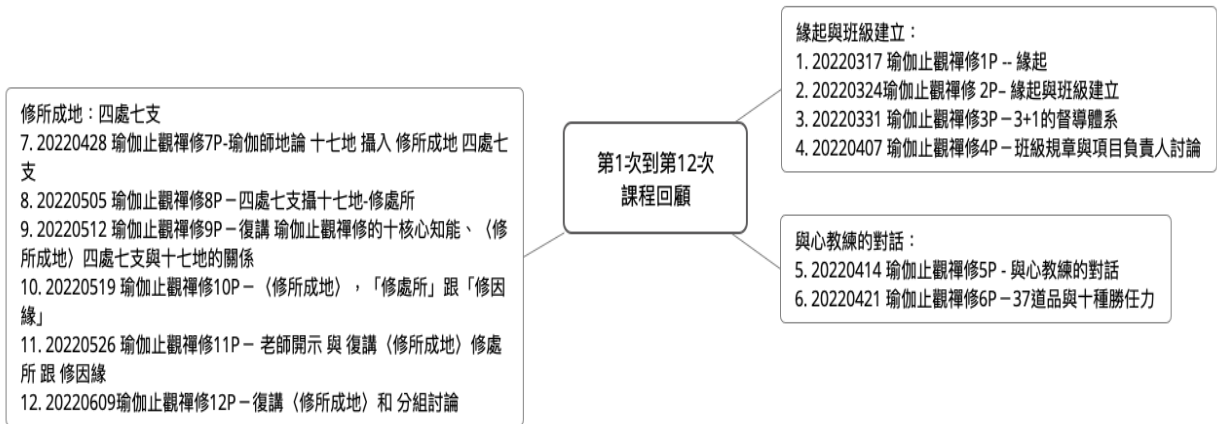 緣起與班級建立：
1. 20220317 瑜伽止觀禪修1P -- 緣起
2. 20220324瑜伽止觀禪修 2P– 緣起與班級建立
3. 20220331 瑜伽止觀禪修3P－3+1的督導體系
4. 20220407 瑜伽止觀禪修4P－班級規章與項目負責人討論
修所成地：四處七支
7. 20220428 瑜伽止觀禪修7P-瑜伽師地論 十七地 攝入 修所成地 四處七
支
8. 20220505 瑜伽止觀禪修8P－四處七支攝十七地-修處所
9. 20220512 瑜伽止觀禪修9P－復講 瑜伽止觀禪修的十核心知能、〈修
所成地〉四處七支與十七地的關係
10. 20220519 瑜伽止觀禪修10P－〈修所成地〉，「修處所」跟「修因
緣」
11. 20220526 瑜伽止觀禪修11P－ 老師開示 與 復講〈修所成地〉修處
所 跟 修因緣
12. 20220609瑜伽止觀禪修12P－復講〈修所成地〉和 分組討論
第1次到第12次
課程回顧
與心教練的對話：
5. 20220414 瑜伽止觀禪修5P - 與心教練的對話
6. 20220421 瑜伽止觀禪修6P－37道品與十種勝任力